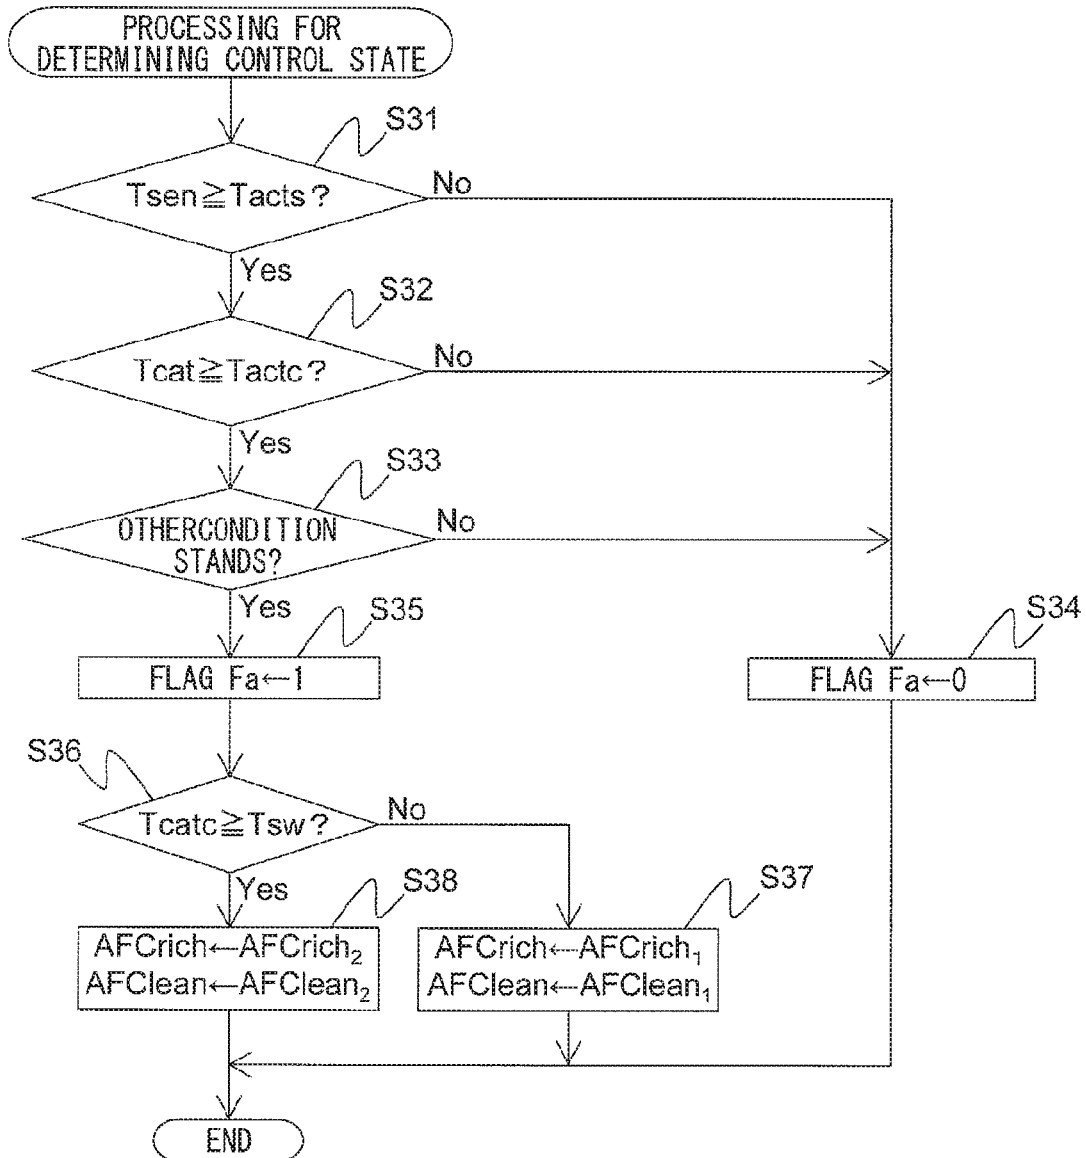 PROCESSING FOR
DETERMINING CONTROL STATE
S31
Tsen≧Tacts?
No
Yes
S32
Tcat≧Tactc?
No
Yes
S33
OTHERCONDITION
STANDS?
No
Yes
S35
FLAG Fa←1
S34
FLAG Fa←0
S36
Tcatc≧Tsw?
No
Yes
S38
AFCrich←AFCrich₂
AFClean←AFClean₂
S37
AFCrich←AFCrich₁
AFClean←AFClean₁
END